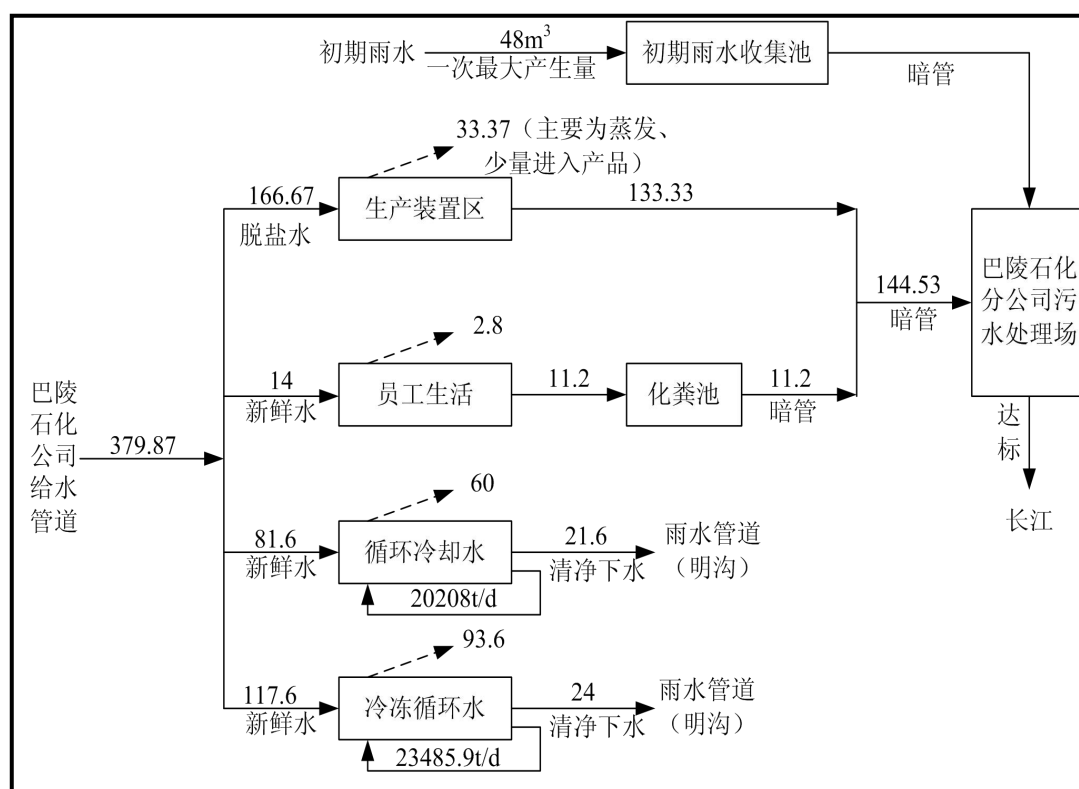 初期雨水
48m³
一次最大产生量
初期雨水收集池
暗管
33.37（主要为蒸发、
少量进入产品）
166.67
脱盐水
生产装置区
133.33
巴陵石化
分公司污
水处理场
144.53
暗管
2.8
14
新鲜水
员工生活
11.2
化粪池
11.2
暗管
达
标
长江
巴陵
石化
公司
给水
管道
379.87
60
81.6
新鲜水
循环冷却水
21.6
清净下水
雨水管道
（明沟）
20208t/d
93.6
117.6
新鲜水
冷冻循环水
24
清净下水
雨水管道
（明沟）
23485.9t/d